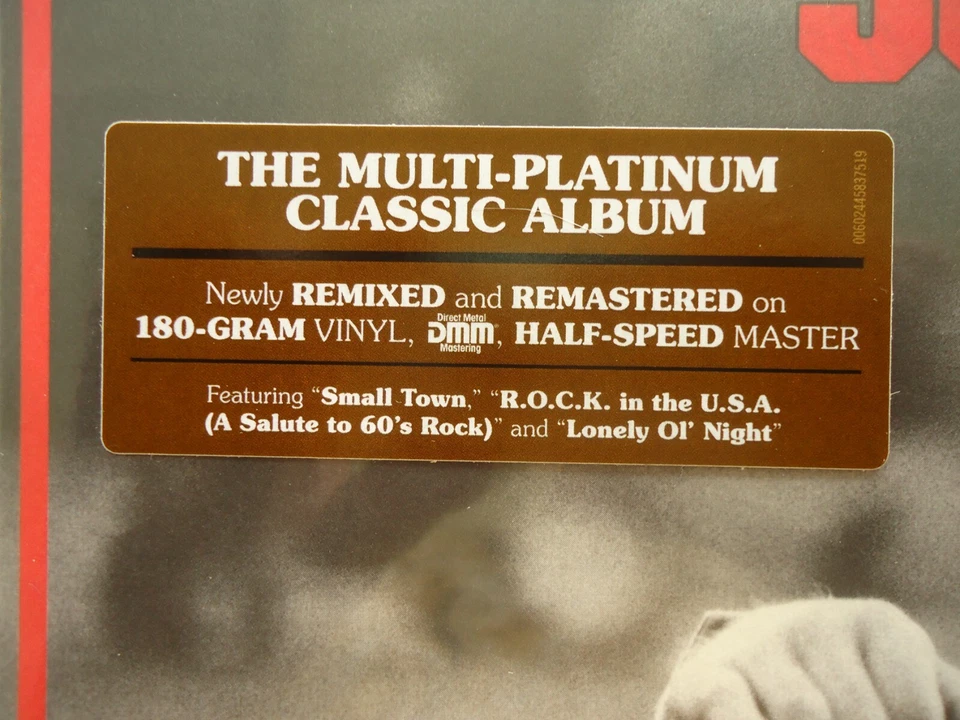 THE MULTI-PLATINUM
CLASSIC ALBUM
00602445837519
Newly REMIXED and REMASTERED on
180-GRAM VINYL, Direct Metal DMM® Mastering, HALF-SPEED MASTER
Featuring “Small Town,” “R.O.C.K. in the U.S.A.
(A Salute to 60's Rock)” and “Lonely Ol' Night”